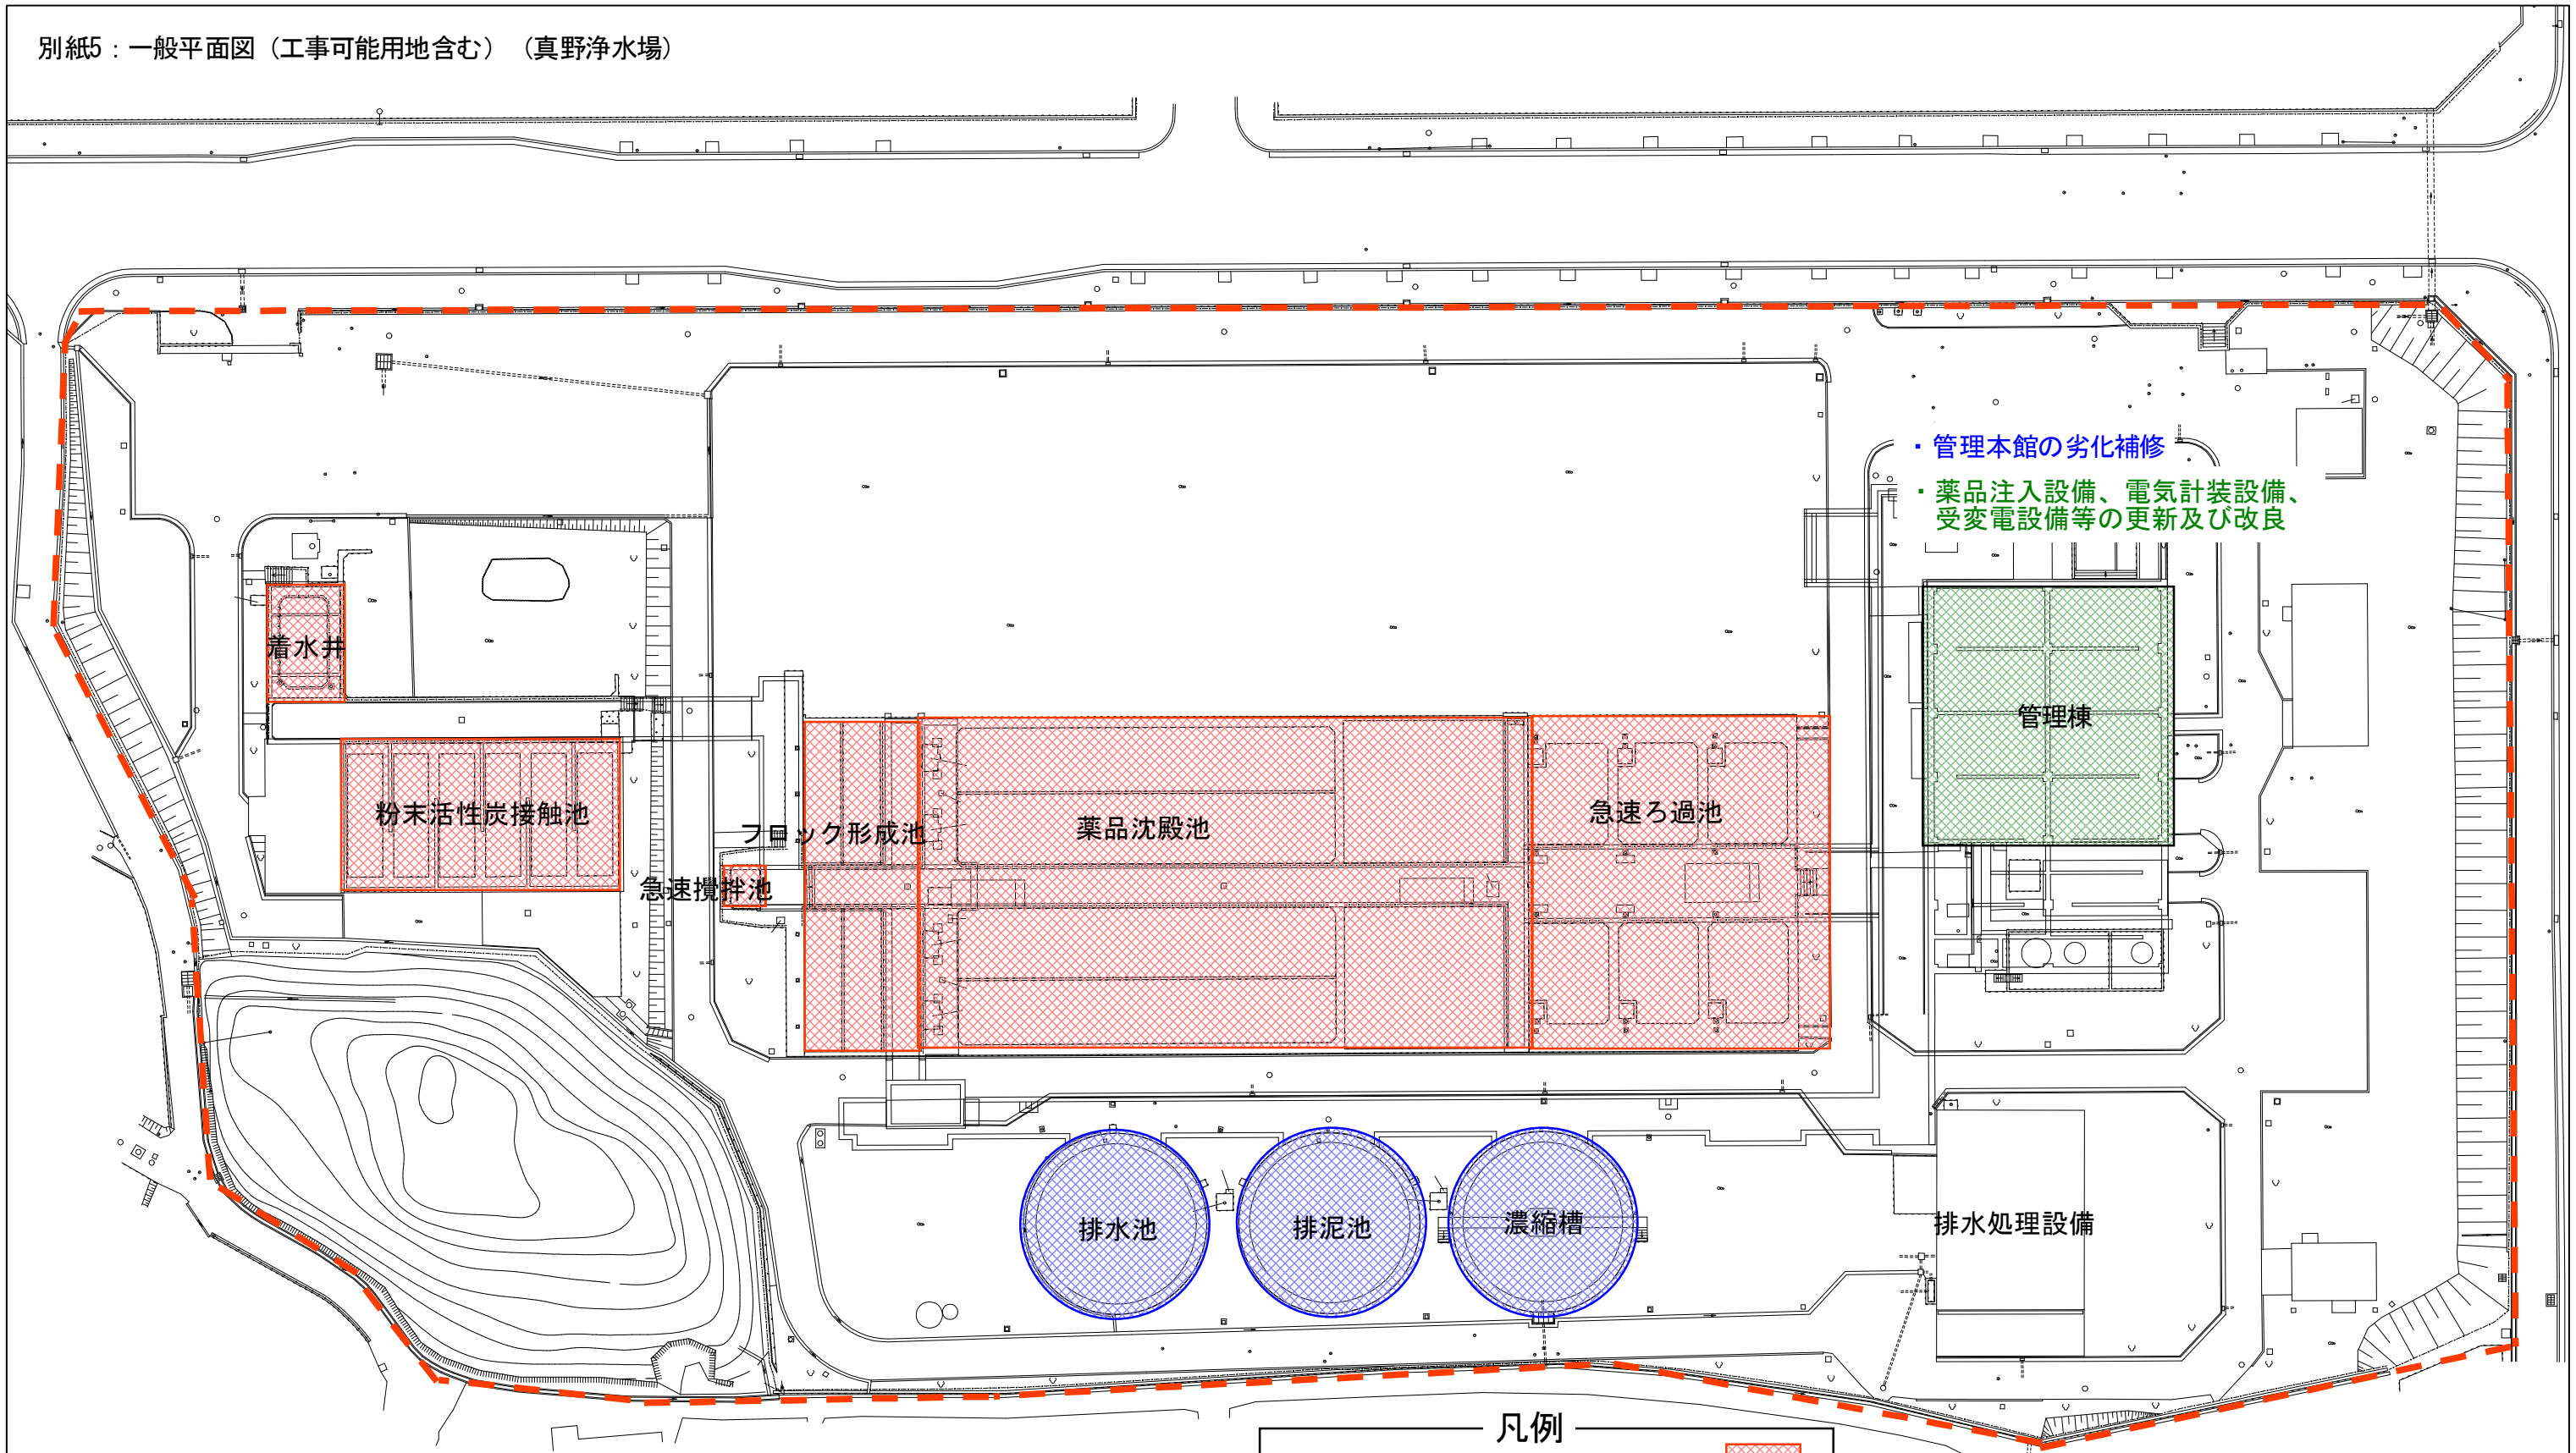 別紙5：一般平面図（工事可能用地含む）（真野浄水場）
・管理本館の劣化補修
・薬品注入設備、電気計装設備、
受変電設備等の更新及び改良
着水井
管理棟
粉末活性炭接触池
フロック形成池
薬品沈殿池
急速ろ過池
急速攪拌池
排水池
排泥池
濃縮槽
排水処理設備
凡例